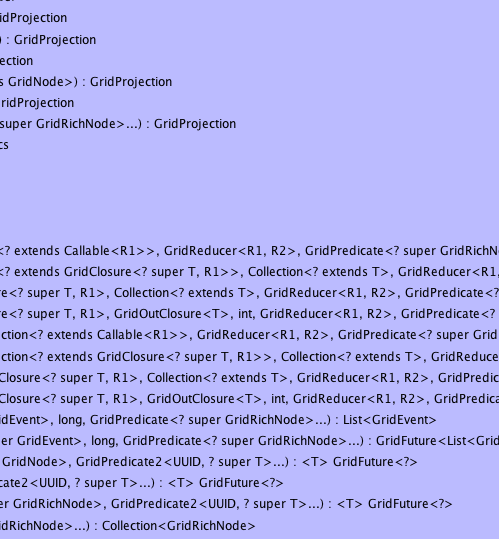 ridProjection
) : GridProjection
ection
s GridNode>) : GridProjection
ridProjection
super GridRichNode>...) : GridProjection
cs
<? extends Callable<R1>>, GridReducer<R1, R2>, GridPredicate<? super GridRichN
<? extends GridClosure<? super T, R1>>, Collection<? extends T>, GridReducer<R1,
re<? super T, R1>, Collection<? extends T>, GridReducer<R1, R2>, GridPredicate<?
re<? super T, R1>, GridOutClosure<T>, int, GridReducer<R1, R2>, GridPredicate<?
ction<? extends Callable<R1>>, GridReducer<R1, R2>, GridPredicate<? super Grid
ction<? extends GridClosure<? super T, R1>>, Collection<? extends T>, GridReduce
Closure<? super T, R1>, Collection<? extends T>, GridReducer<R1, R2>, GridPredic
Closure<? super T, R1>, GridOutClosure<T>, int, GridReducer<R1, R2>, GridPredica
idEvent>, long, GridPredicate<? super GridRichNode>...) : List<GridEvent>
er GridEvent>, long, GridPredicate<? super GridRichNode>...) : GridFuture<List<Grid
GridNode>, GridPredicate2<UUID, ? super T>...) : <T> GridFuture<?>
cate2<UUID, ? super T>...) : <T> GridFuture<?>
er GridRichNode>, GridPredicate2<UUID, ? super T>...) : <T> GridFuture<?>
idRichNode>...) : Collection<GridRichNode>